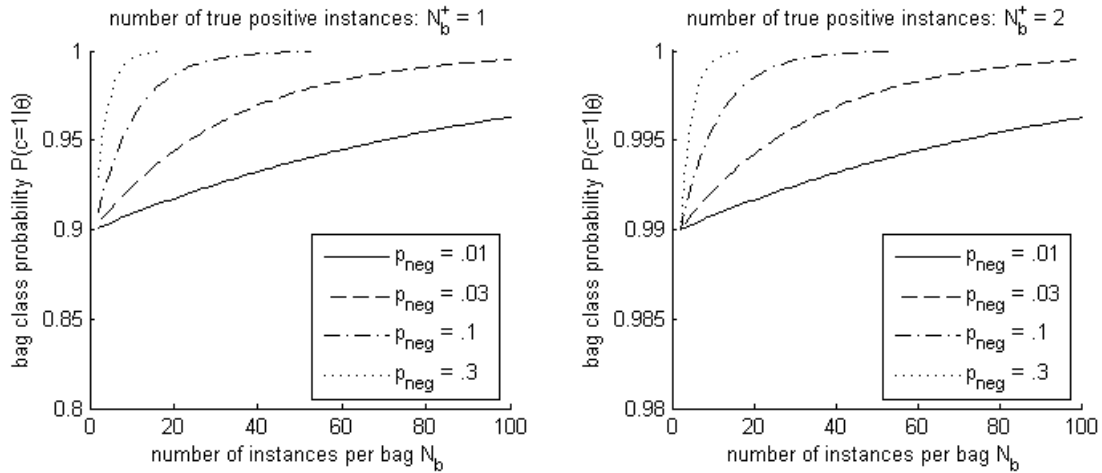 number of true positive instances: N_b^+ = 1
1
0.95
0.9
0.85
0.8
bag class probability P(c=1|θ)
p_neg = .01
p_neg = .03
p_neg = .1
p_neg = .3
0 20 40 60 80 100
number of instances per bag N_b
number of true positive instances: N_b^+ = 2
1
0.995
0.99
0.985
0.98
bag class probability P(c=1|θ)
p_neg = .01
p_neg = .03
p_neg = .1
p_neg = .3
0 20 40 60 80 100
number of instances per bag N_b